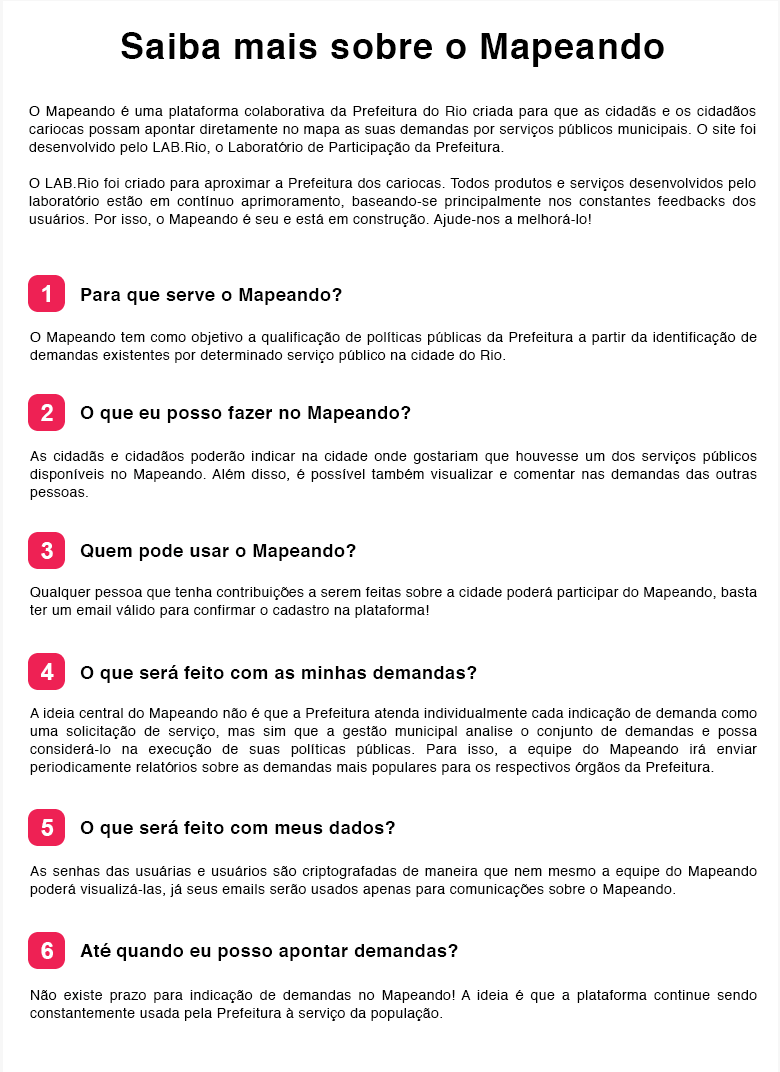 Saiba mais sobre o Mapeando
O Mapeando é uma plataforma colaborativa da Prefeitura do Rio criada para que as cidadãs e os cidadãos
cariocas possam apontar diretamente no mapa as suas demandas por serviços públicos municipais. O site foi
desenvolvido pelo LAB.Rio, o Laboratório de Participação da Prefeitura.
O LAB.Rio foi criado para aproximar a Prefeitura dos cariocas. Todos produtos e serviços desenvolvidos pelo
laboratório estão em contínuo aprimoramento, baseando-se principalmente nos constantes feedbacks dos
usuários. Por isso, o Mapeando é seu e está em construção. Ajude-nos a melhorá-lo!
1 Para que serve o Mapeando?
O Mapeando tem como objetivo a qualificação de políticas públicas da Prefeitura a partir da identificação de
demandas existentes por determinado serviço público na cidade do Rio.
2 O que eu posso fazer no Mapeando?
As cidadãs e cidadãos poderão indicar na cidade onde gostariam que houvesse um dos serviços públicos
disponíveis no Mapeando. Além disso, é possível também visualizar e comentar nas demandas das outras
pessoas.
3 Quem pode usar o Mapeando?
Qualquer pessoa que tenha contribuições a serem feitas sobre a cidade poderá participar do Mapeando, basta
ter um email válido para confirmar o cadastro na plataforma!
4 O que será feito com as minhas demandas?
A ideia central do Mapeando não é que a Prefeitura atenda individualmente cada indicação de demanda como
uma solicitação de serviço, mas sim que a gestão municipal analise o conjunto de demandas e possa
considerá-lo na execução de suas políticas públicas. Para isso, a equipe do Mapeando irá enviar
periodicamente relatórios sobre as demandas mais populares para os respectivos órgãos da Prefeitura.
5 O que será feito com meus dados?
As senhas das usuárias e usuários são criptografadas de maneira que nem mesmo a equipe do Mapeando
poderá visualizá-las, já seus emails serão usados apenas para comunicações sobre o Mapeando.
6 Até quando eu posso apontar demandas?
Não existe prazo para indicação de demandas no Mapeando! A ideia é que a plataforma continue sendo
constantemente usada pela Prefeitura à serviço da população.